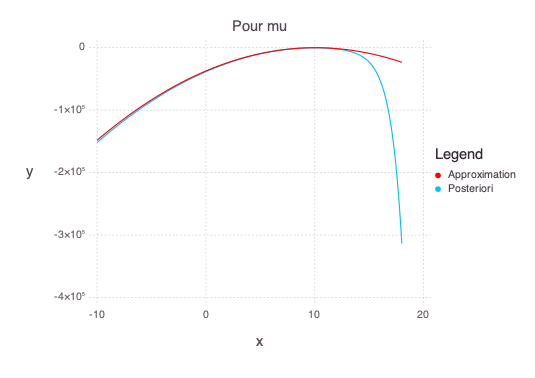 Pour mu
0
-1×10⁵
-2×10⁵
-3×10⁵
-4×10⁵
y
-10 0 10 20
x
Legend
Approximation
Posteriori